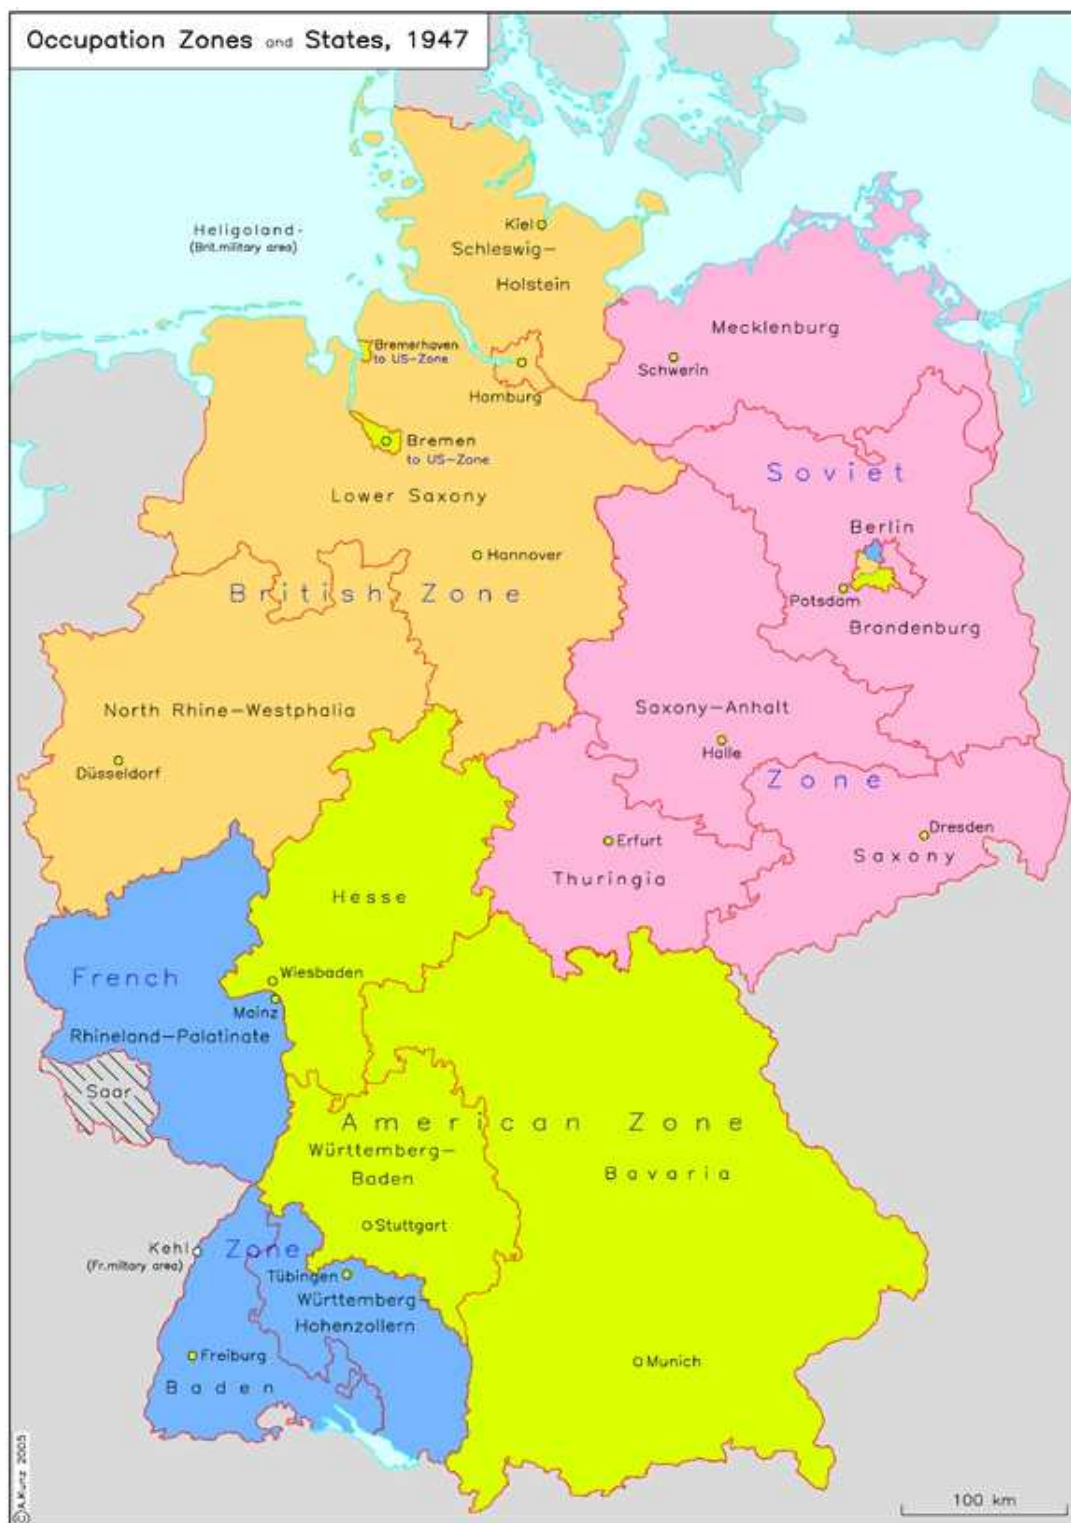 Occupation Zones and States, 1947
Heligoland-
(Brit.military area)
Kiel
Schleswig-
Holstein
Mecklenburg
Schwerin
Bremerhaven
to US-Zone
Hamburg
Bremen
to US-Zone
Lower Saxony
Soviet
Berlin
Hannover
British Zone
Potsdam
Brandenburg
North Rhine-Westphalia
Saxony-Anhalt
Halle
Düsseldorf
Zone
Dresden
Erfurt
Saxony
Thuringia
Hesse
French
Wiesbaden
Mainz
Rhineland-Palatinate
Saar
American Zone
Württemberg-
Baden
Bavaria
Stuttgart
Kehl
(Fr.military area)
Zone
Tübingen
Württemberg-
Hohenzollern
Freiburg
Munich
Baden
100 km
©A.Kunz 2005